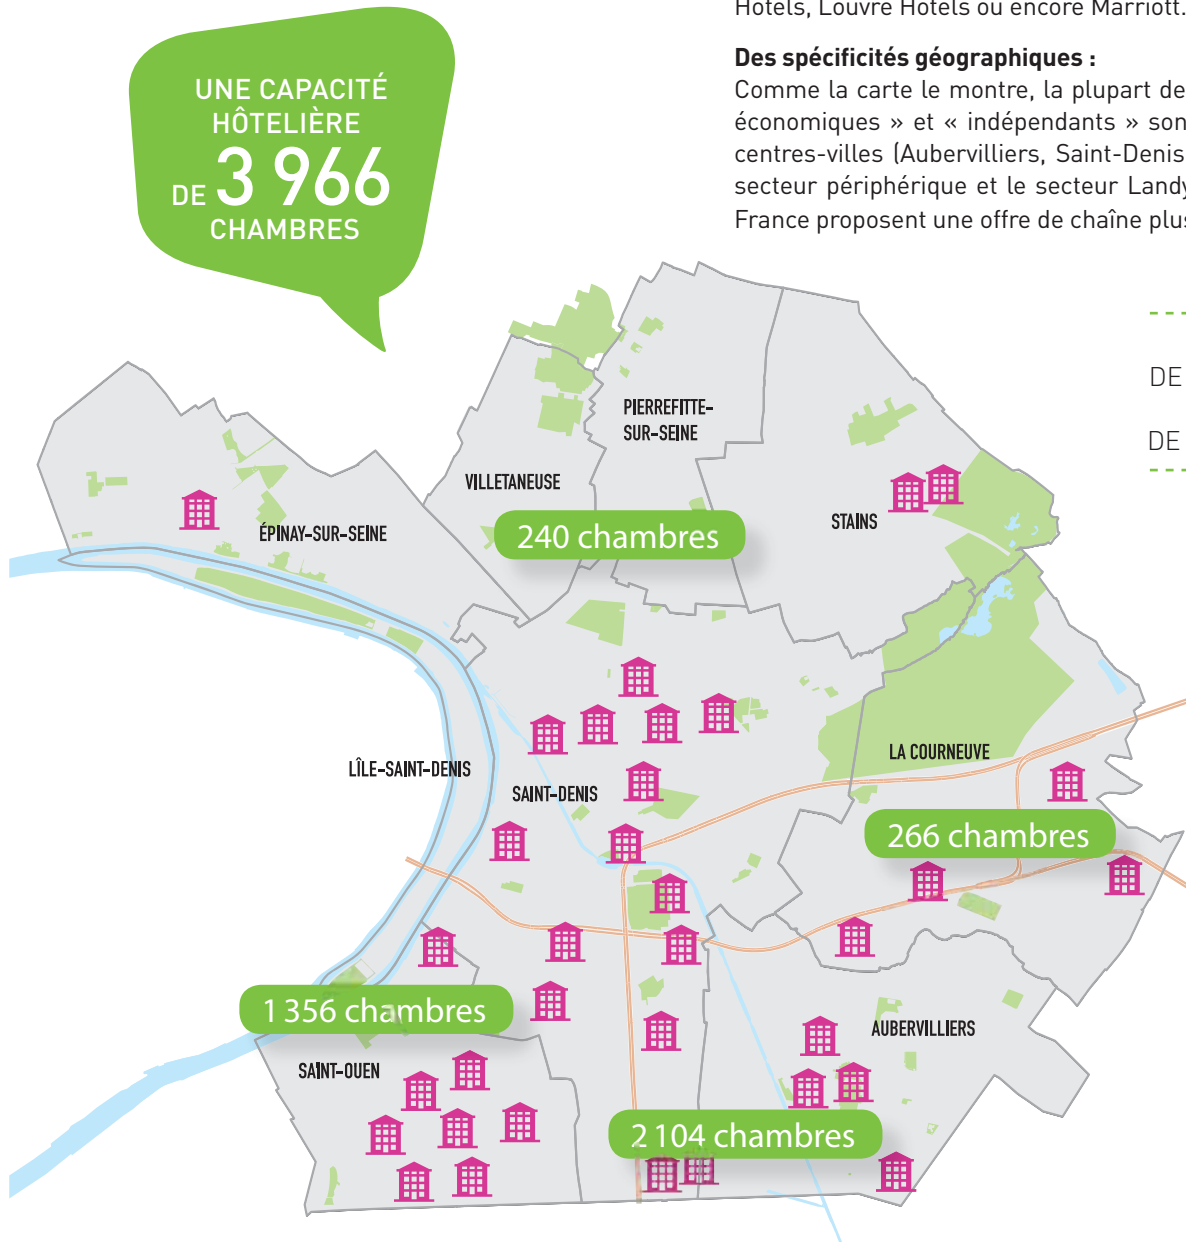 Hôtels, Louvre Hôtels ou encore Marriott.
Des spécificités géographiques :
Comme la carte le montre, la plupart de
économiques » et « indépendants » son
centres-villes (Aubervilliers, Saint-Denis
secteur périphérique et le secteur Landy
France proposent une offre de chaîne plus
UNE CAPACITÉ
HÔTELIÈRE
DE 3 966
CHAMBRES
DE
DE
PIERREFITTE-
SUR-SEINE
VILLETANEUSE
STAINS
ÉPINAY-SUR-SEINE
240 chambres
LÎLE-SAINT-DENIS
SAINT-DENIS
LA COURNEUVE
266 chambres
1 356 chambres
AUBERVILLIERS
SAINT-OUEN
2 104 chambres